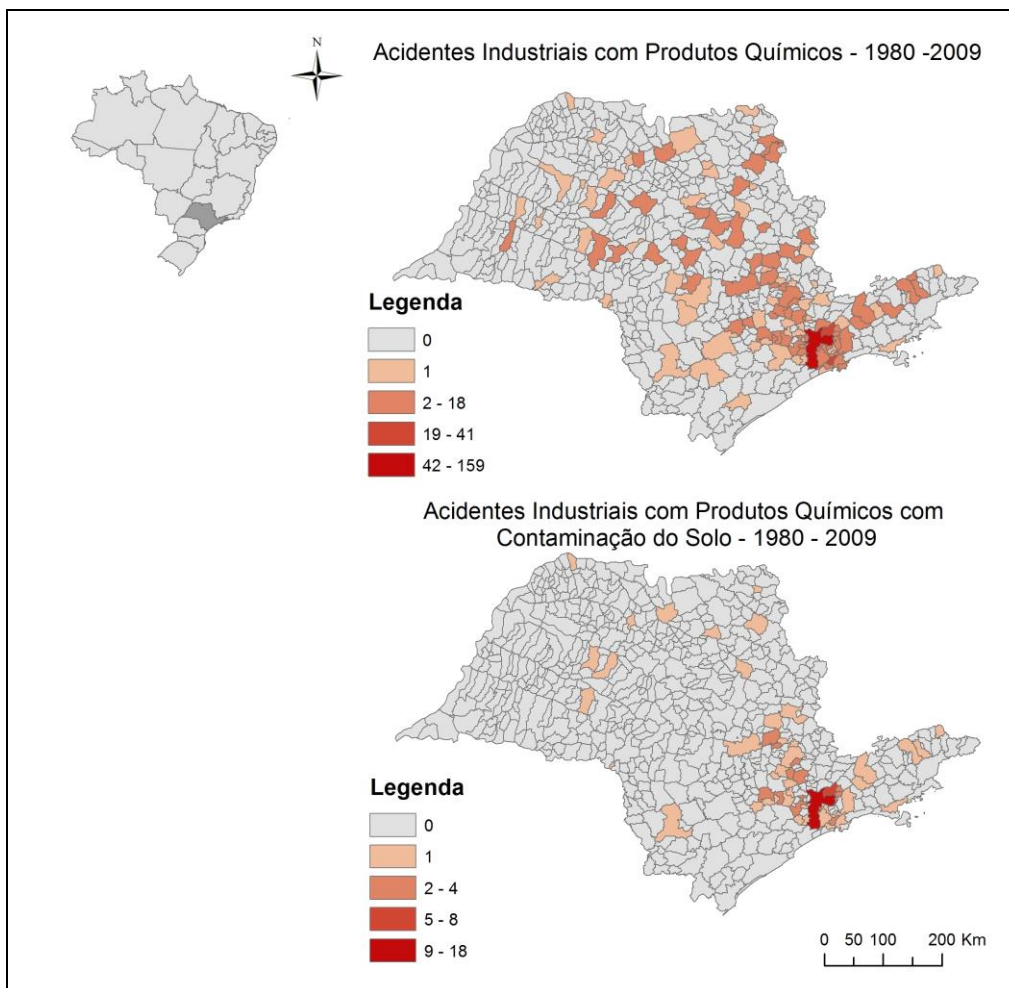 N
Acidentes Industriais com Produtos Químicos - 1980 -2009
Legenda
0
1
2 - 18
19 - 41
42 - 159
Acidentes Industriais com Produtos Químicos com
Contaminação do Solo - 1980 - 2009
Legenda
0
1
2 - 4
5 - 8
9 - 18
0 50 100 200 Km